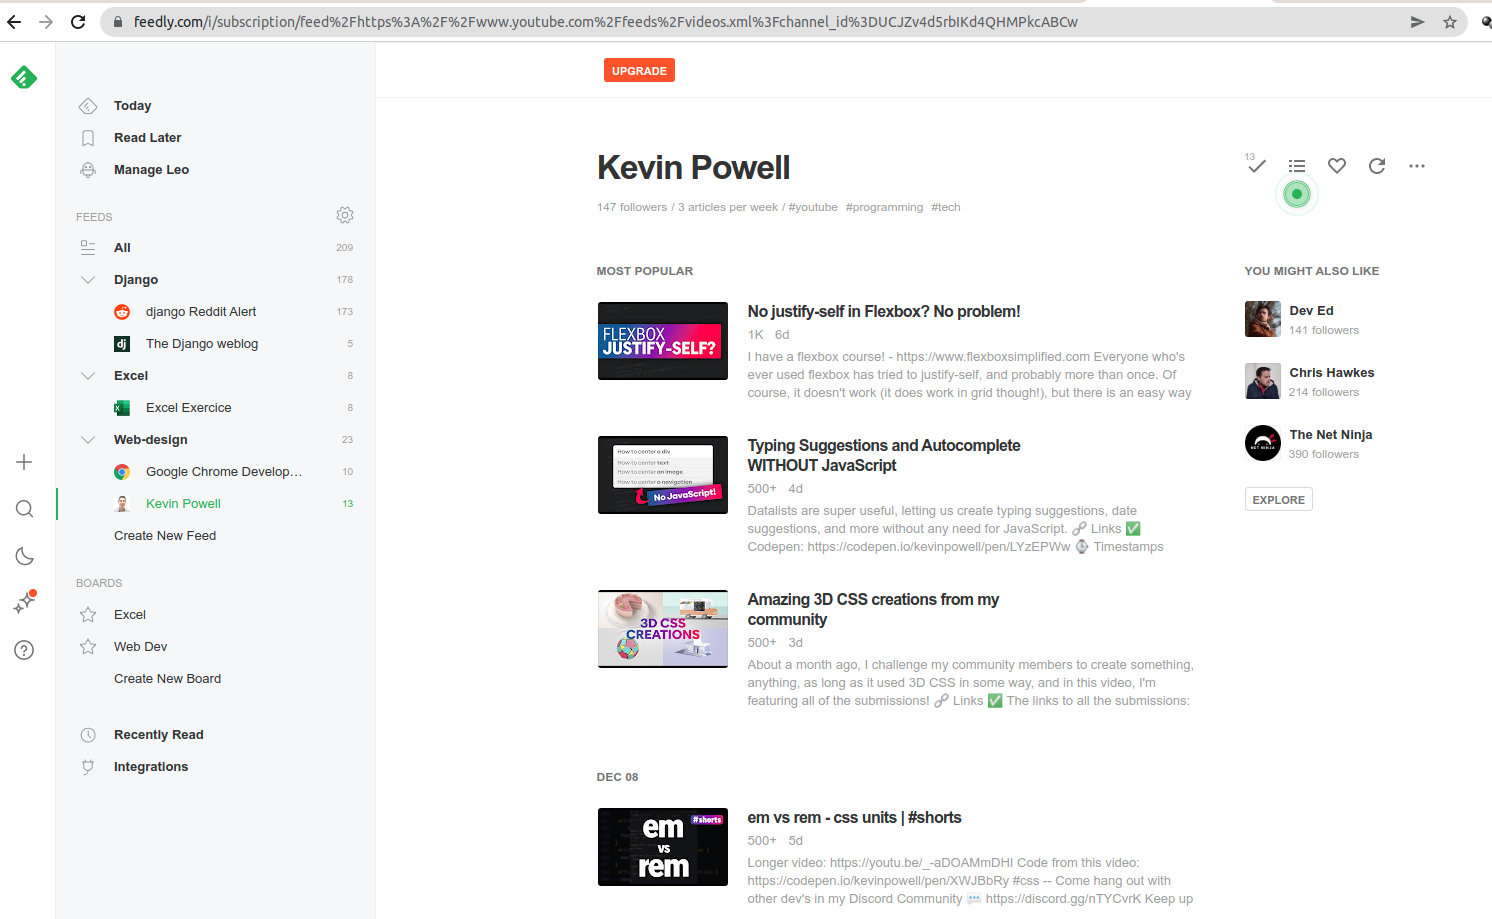 feedly.com/i/subscription/feed%2Fhttps%3A%2F%2Fwww.youtube.com%2Ffeeds%2Fvideos.xml%3Fchannel_id%3DUCJZv4d5rbIKd4QHMPkcABCw
UPGRADE
Today
Read Later
Manage Leo
FEEDS
All 209
Django 178
django Reddit Alert 173
dj The Django weblog 5
Excel 8
Excel Exercice 8
Web-design 23
Google Chrome Develop… 10
Kevin Powell 13
Create New Feed
BOARDS
Excel
Web Dev
Create New Board
Recently Read
Integrations
Kevin Powell
13
147 followers / 3 articles per week / #youtube #programming #tech
MOST POPULAR
FLEXBOX
JUSTIFY-SELF?
No justify-self in Flexbox? No problem!
1K 6d
I have a flexbox course! - https://www.flexboxsimplified.com Everyone who's
ever used flexbox has tried to justify-self, and probably more than once. Of
course, it doesn't work (it does work in grid though!), but there is an easy way
How to center a div
How to center text
How to center an image
How to center a navigation
No JavaScript!
Typing Suggestions and Autocomplete
WITHOUT JavaScript
500+ 4d
Datalists are super useful, letting us create typing suggestions, date
suggestions, and more without any need for JavaScript. 🔗 Links ✅
Codepen: https://codepen.io/kevinpowell/pen/LYzEPWw ⌚ Timestamps
3D CSS
CREATIONS
Amazing 3D CSS creations from my
community
500+ 3d
About a month ago, I challenge my community members to create something,
anything, as long as it used 3D CSS in some way, and in this video, I'm
featuring all of the submissions! 🔗 Links ✅ The links to all the submissions:
DEC 08
#shorts
em
vs
rem
em vs rem - css units | #shorts
500+ 5d
Longer video: https://youtu.be/_-aDOAMmDHI Code from this video:
https://codepen.io/kevinpowell/pen/XWJBbRy #css -- Come hang out with
other dev's in my Discord Community 💬 https://discord.gg/nTYCvrK Keep up
YOU MIGHT ALSO LIKE
Dev Ed
141 followers
Chris Hawkes
214 followers
NET NINJA
The Net Ninja
390 followers
EXPLORE